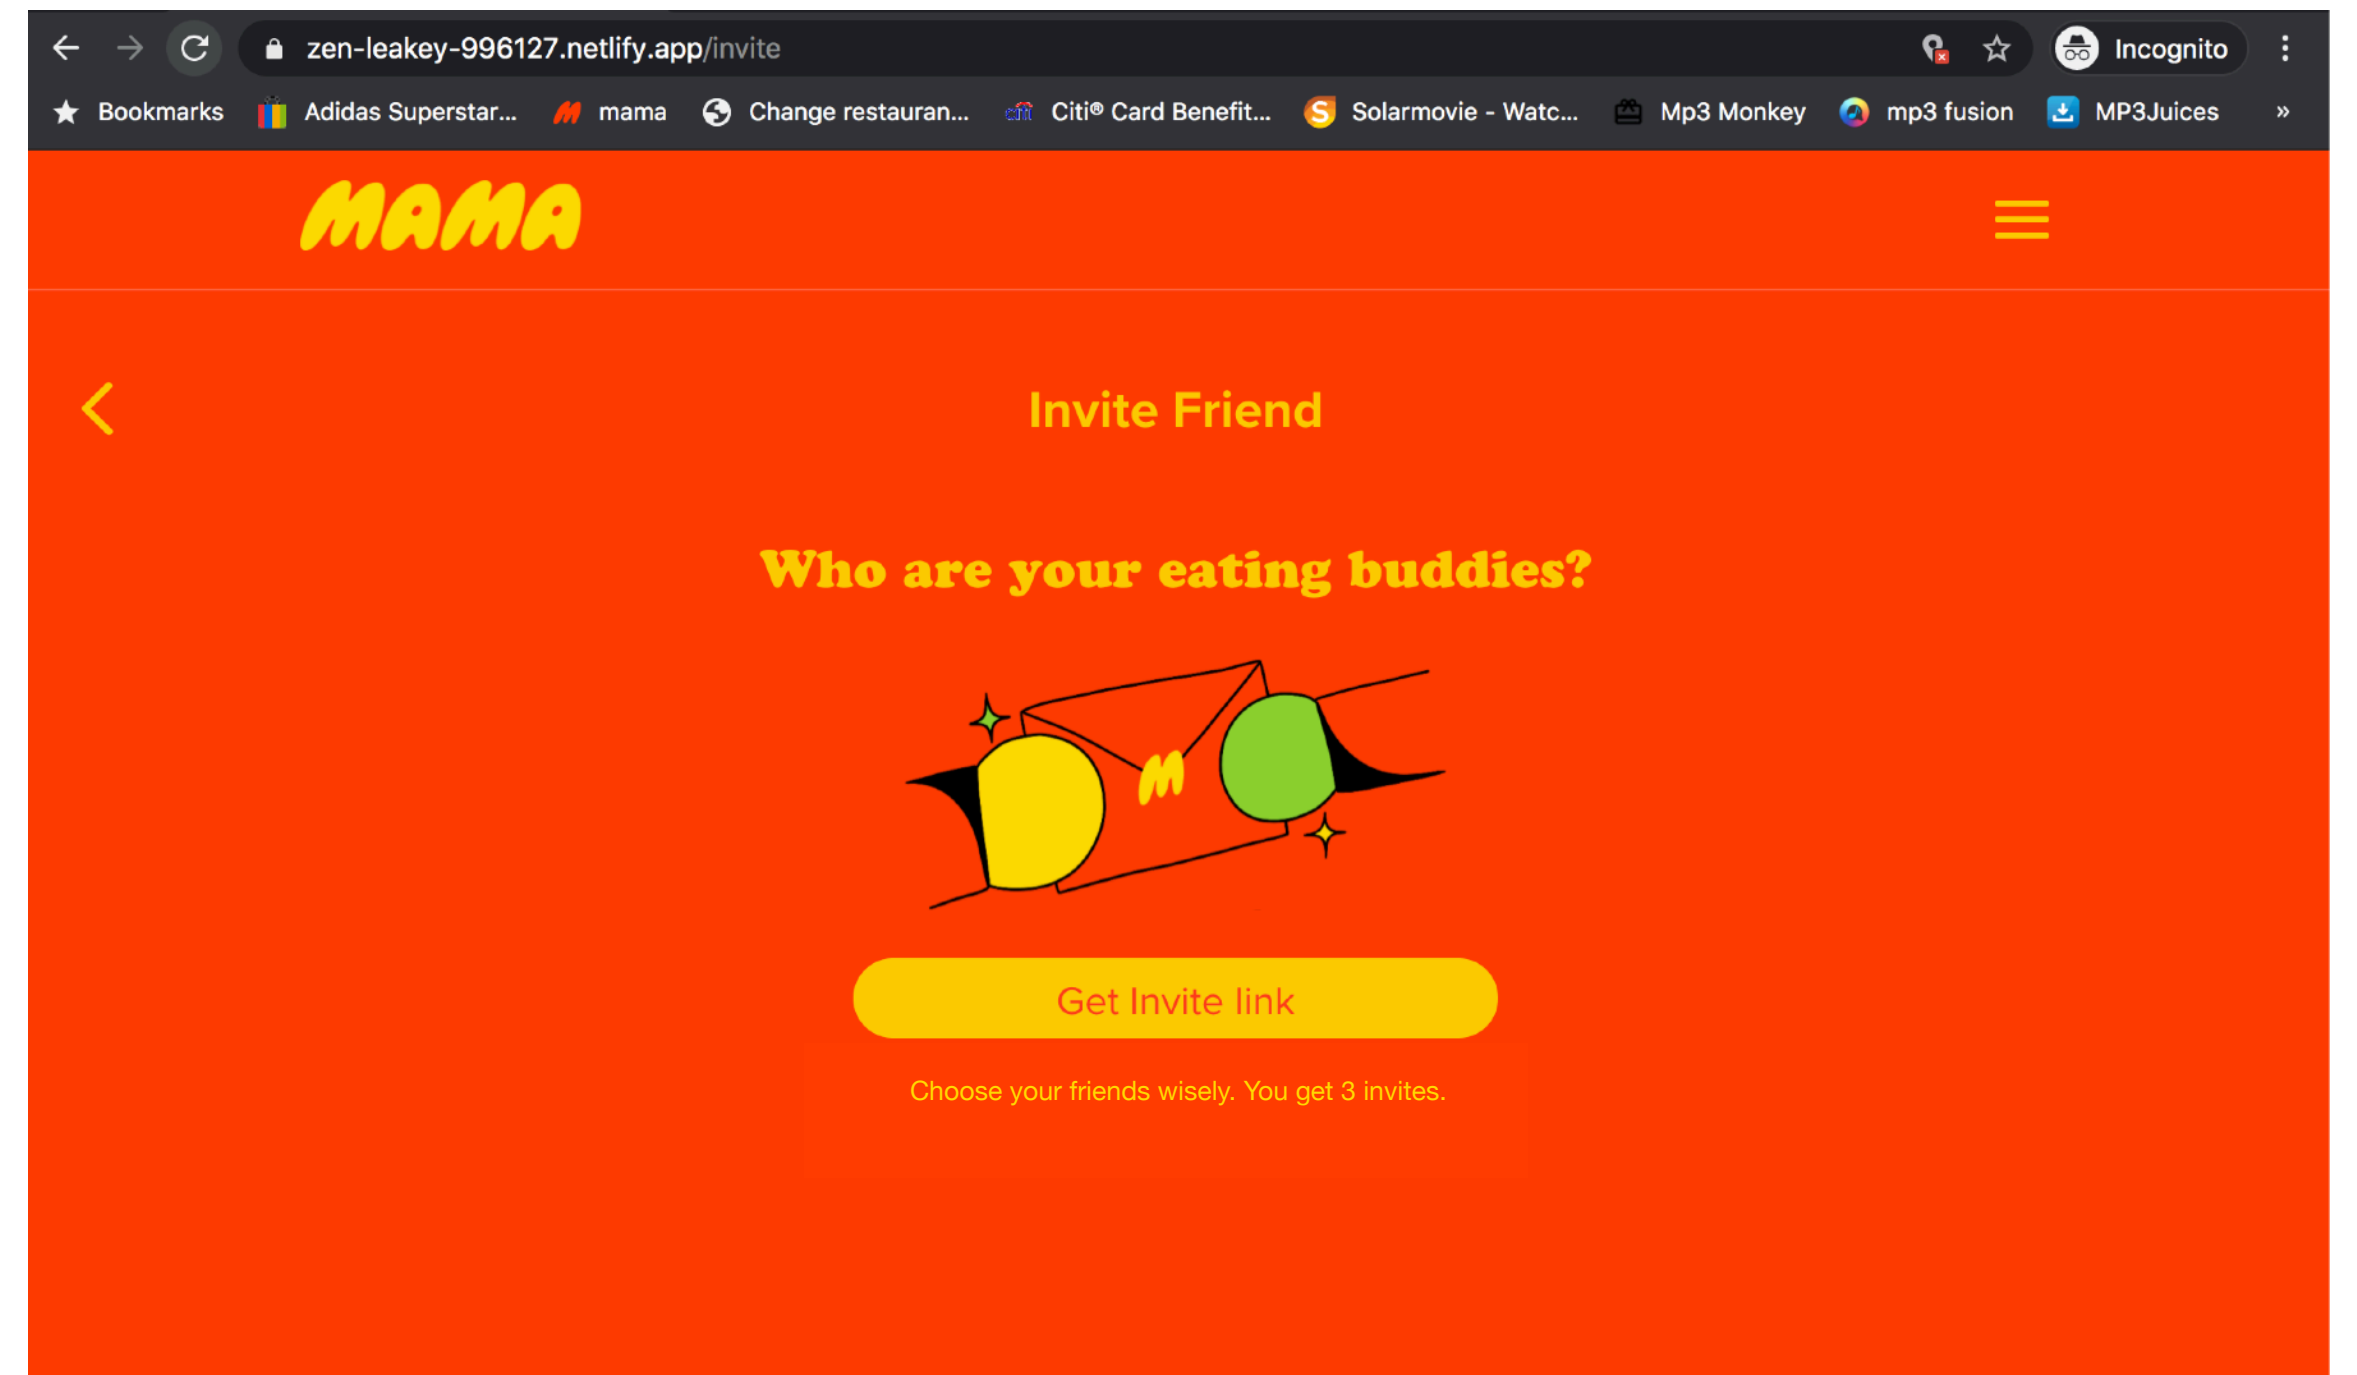 zen-leakey-996127.netlify.app/invite
Incognito
Bookmarks Adidas Superstar... mama Change restauran... Citi® Card Benefit... Solarmovie - Watc... Mp3 Monkey mp3 fusion MP3Juices »
MAMA
Invite Friend
Who are your eating buddies?
M
Get Invite link
Choose your friends wisely. You get 3 invites.